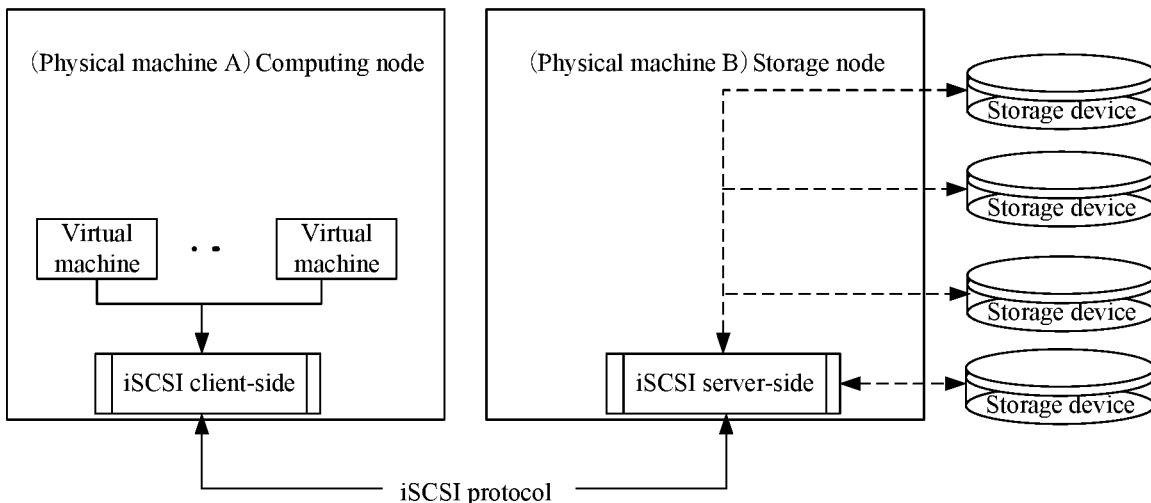 (Physical machine A) Computing node
Virtual
machine
Virtual
machine
iSCSI client-side
(Physical machine B) Storage node
iSCSI server-side
Storage device
Storage device
Storage device
Storage device
iSCSI protocol